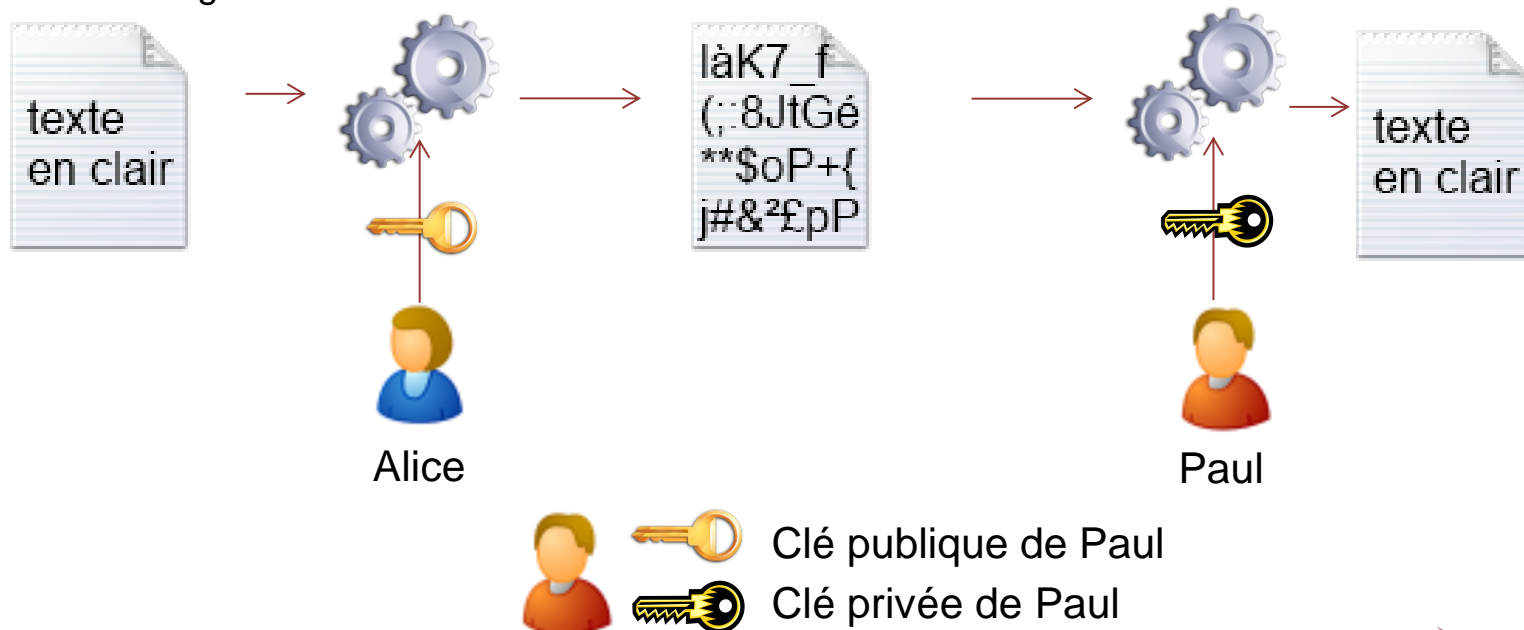 texte
en clair
làK7_f
(;:8JtGé
**$oP+{
j#&²£pP
texte
en clair
Alice
Paul
Clé publique de Paul
Clé privée de Paul